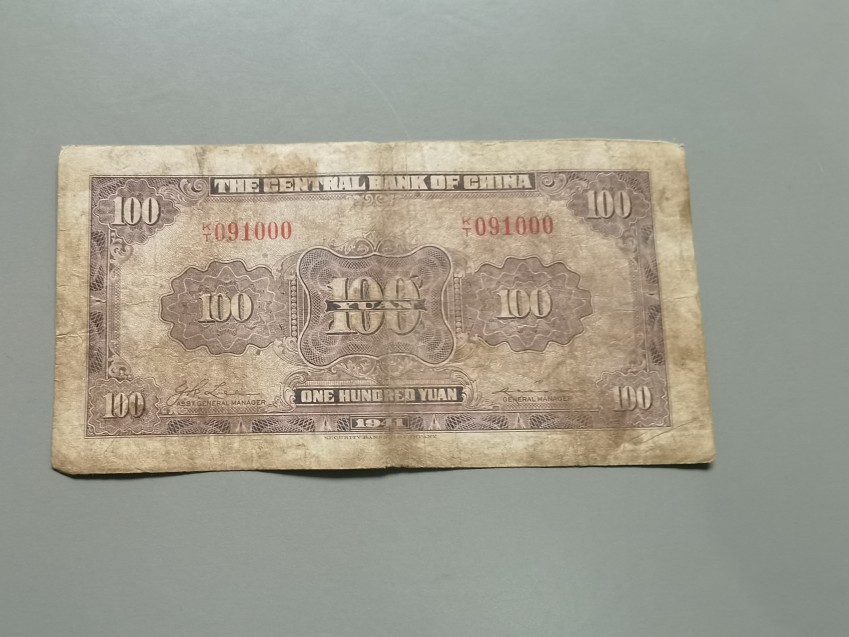 THE CENTRAL BANK OF CHINA
100 100
K/T 091000 K/T 091000
100 100 100
YUAN
ASST. GENERAL MANAGER ONE HUNDRED YUAN GENERAL MANAGER
100 100
1941